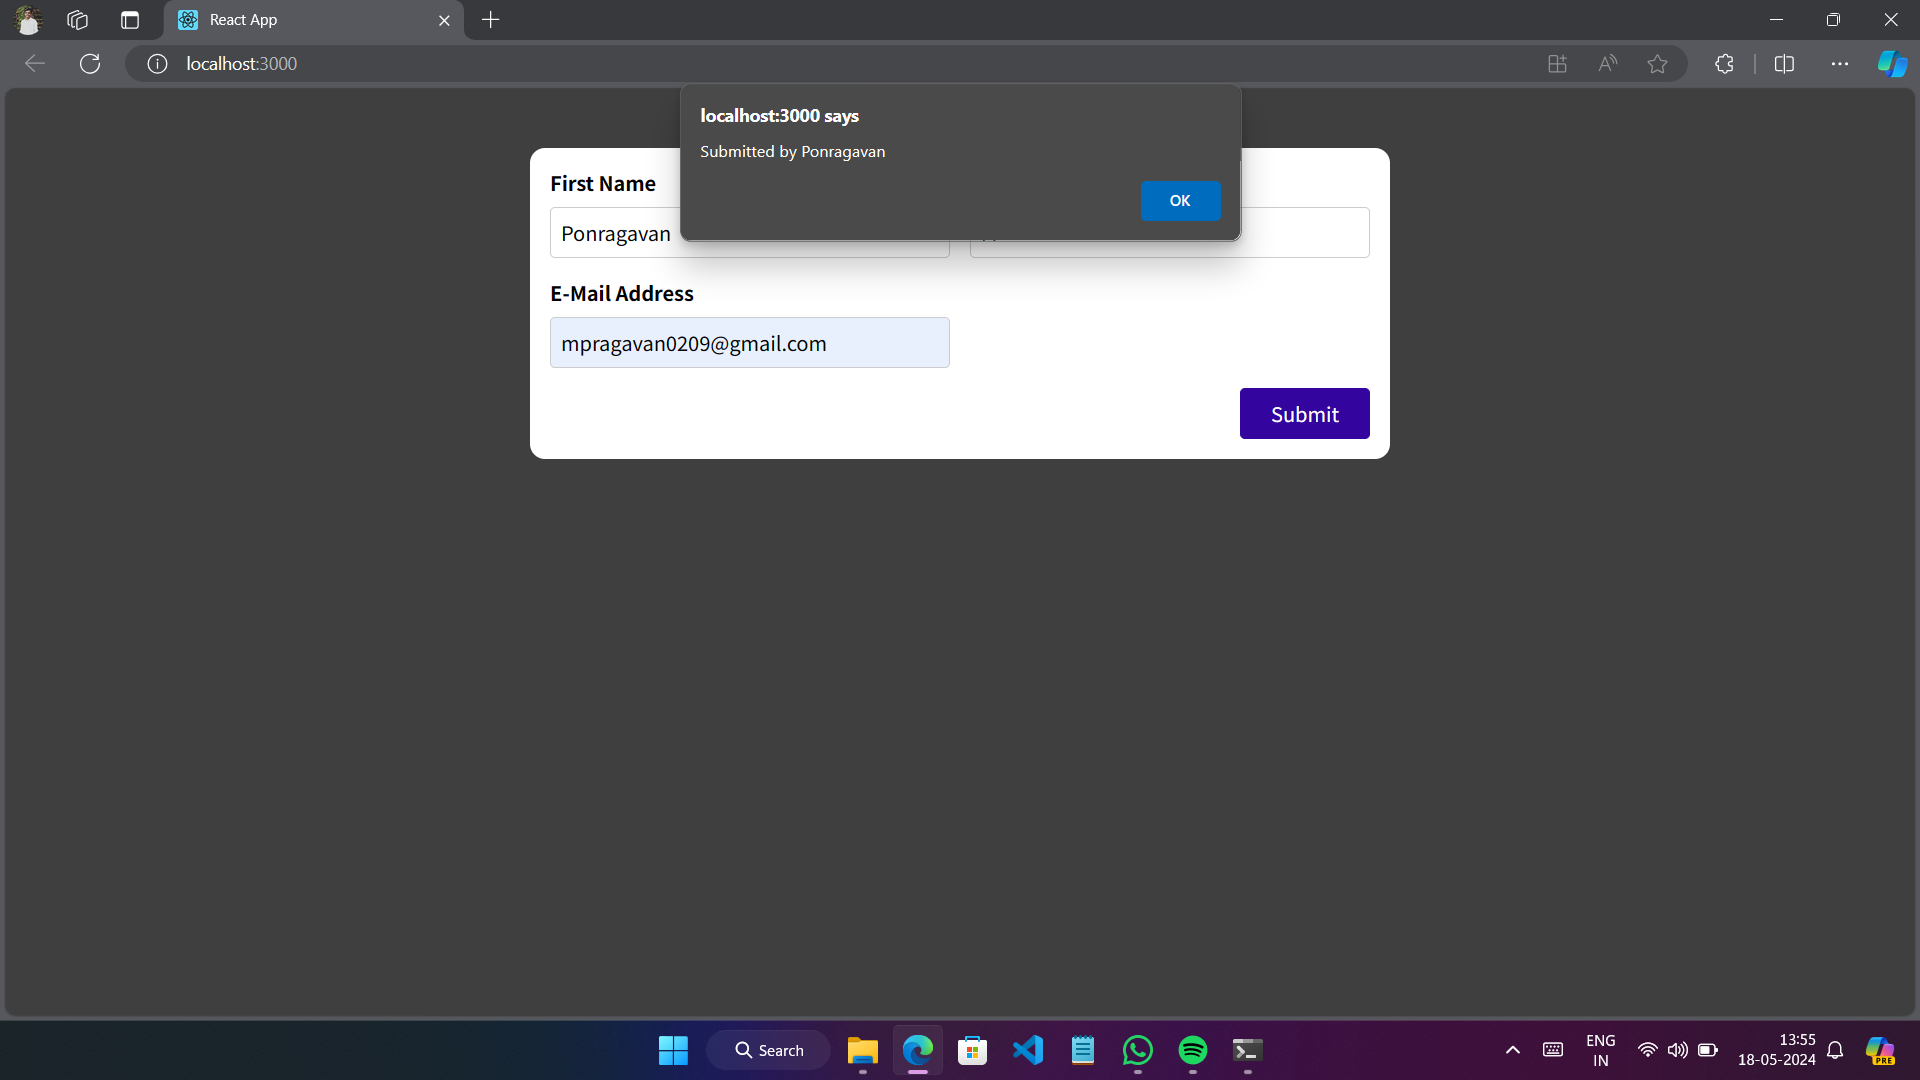 React App
localhost:3000
localhost:3000 says
Submitted by Ponragavan
OK
First Name
Ponragavan
E-Mail Address
mpragavan0209@gmail.com
Submit
Search
ENG
IN
13:55
18-05-2024
PRE